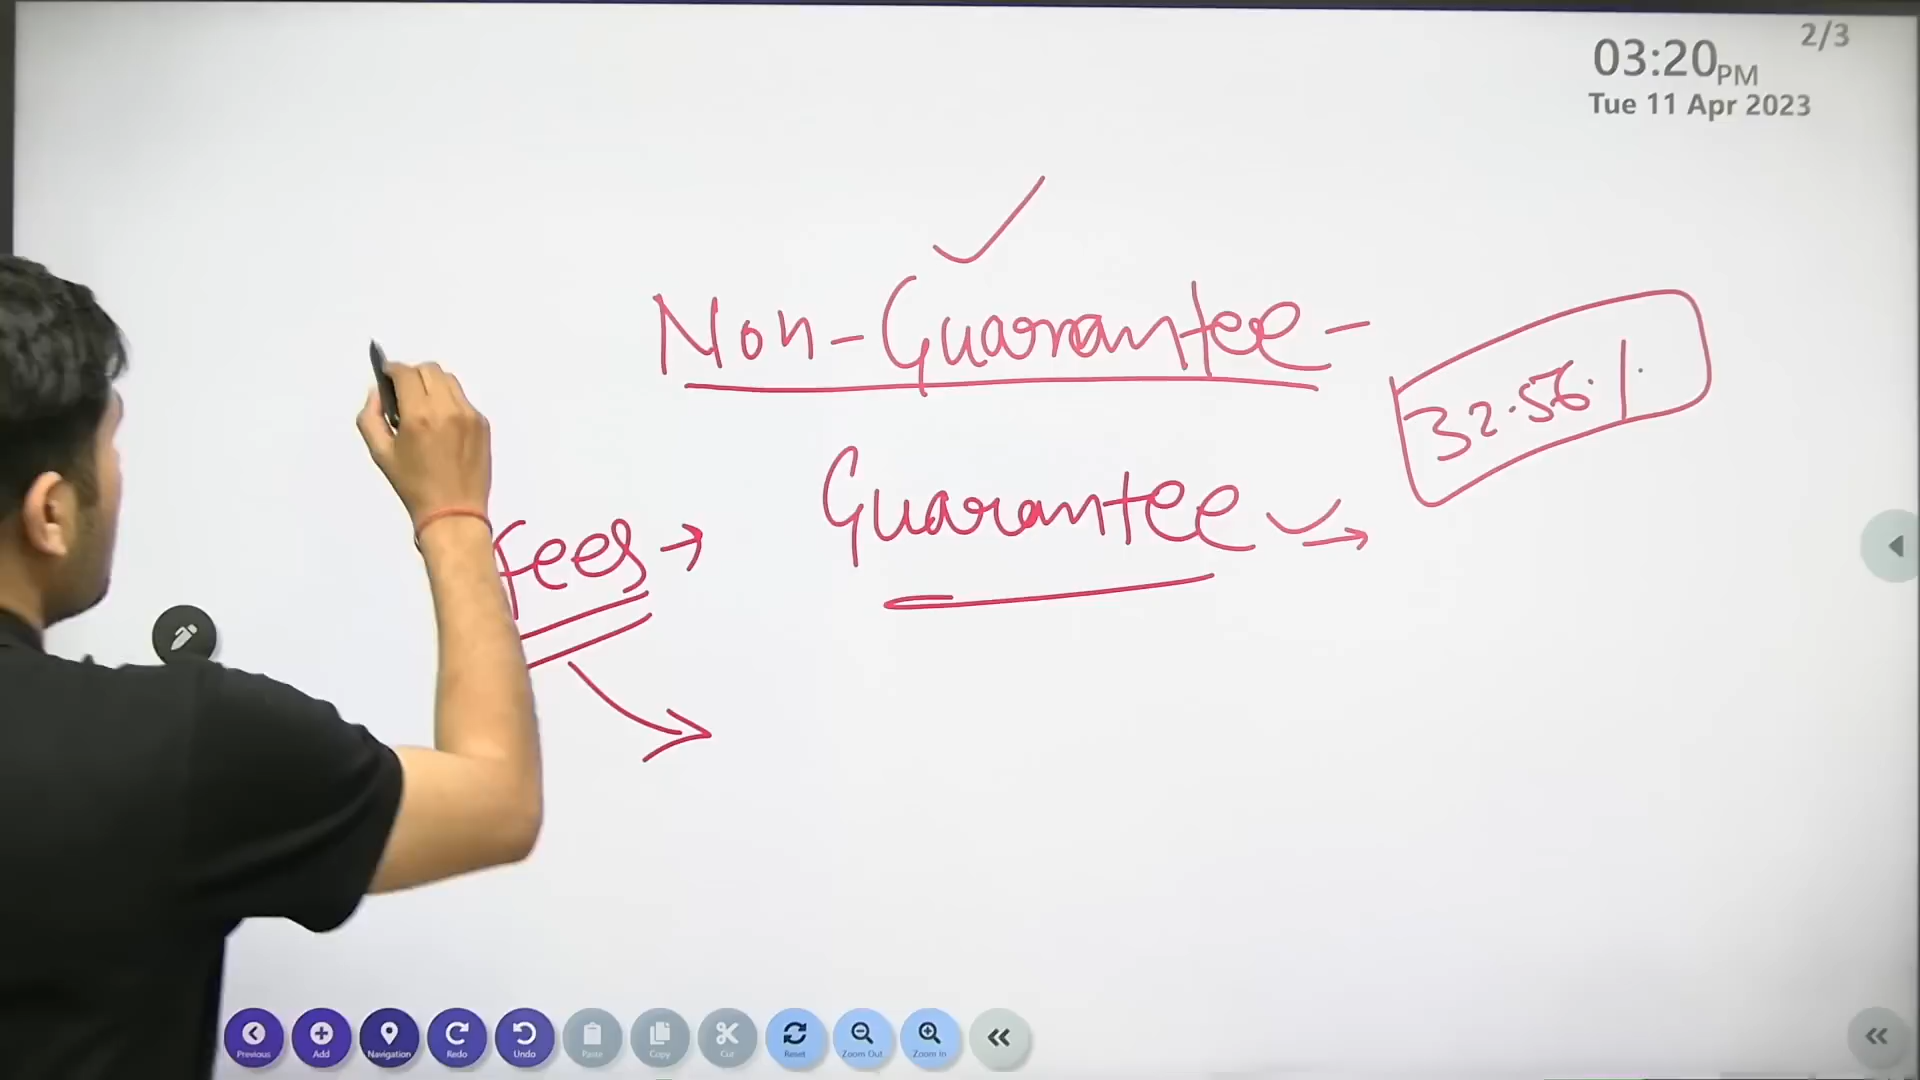 2/3
03:20PM
Tue 11 Apr 2023
Non-Guarantee-
32.56%
Guarantee
fees
Previous
Add
Navigation
Redo
Undo
Paste
Copy
Cut
Reset
Zoom Out
Zoom In